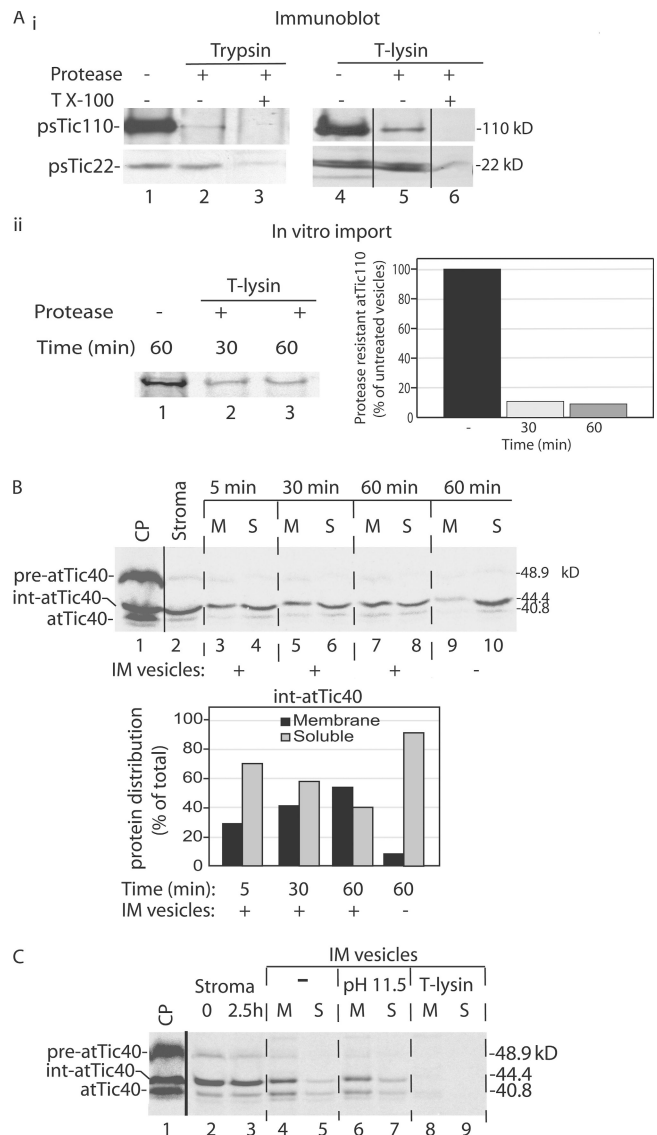 A i Immunoblot
Trypsin T-lysin
Protease - + + - + +
T X-100 - - + - - +
psTic110- -110 kD
psTic22- -22 kD
1 2 3 4 5 6
ii In vitro import
T-lysin
Protease - + +
Time (min) 60 30 60
1 2 3
Protease resistant atTic110
(% of untreated vesicles)
100
80
60
40
20
0
- 30 60
Time (min)
B
5 min 30 min 60 min 60 min
CP Stroma M S M S M S M S
pre-atTic40- -48.9 kD
int-atTic40 -44.4
atTic40- -40.8
1 2 3 4 5 6 7 8 9 10
IM vesicles: + + + -
int-atTic40
Membrane
Soluble
protein distribution
(% of total)
100
80
60
40
20
0
Time (min): 5 30 60 60
IM vesicles: + + + -
C
IM vesicles
Stroma - pH 11.5 T-lysin
CP 0 2.5h M S M S M S
pre-atTic40- -48.9 kD
int-atTic40 -44.4
atTic40- -40.8
1 2 3 4 5 6 7 8 9